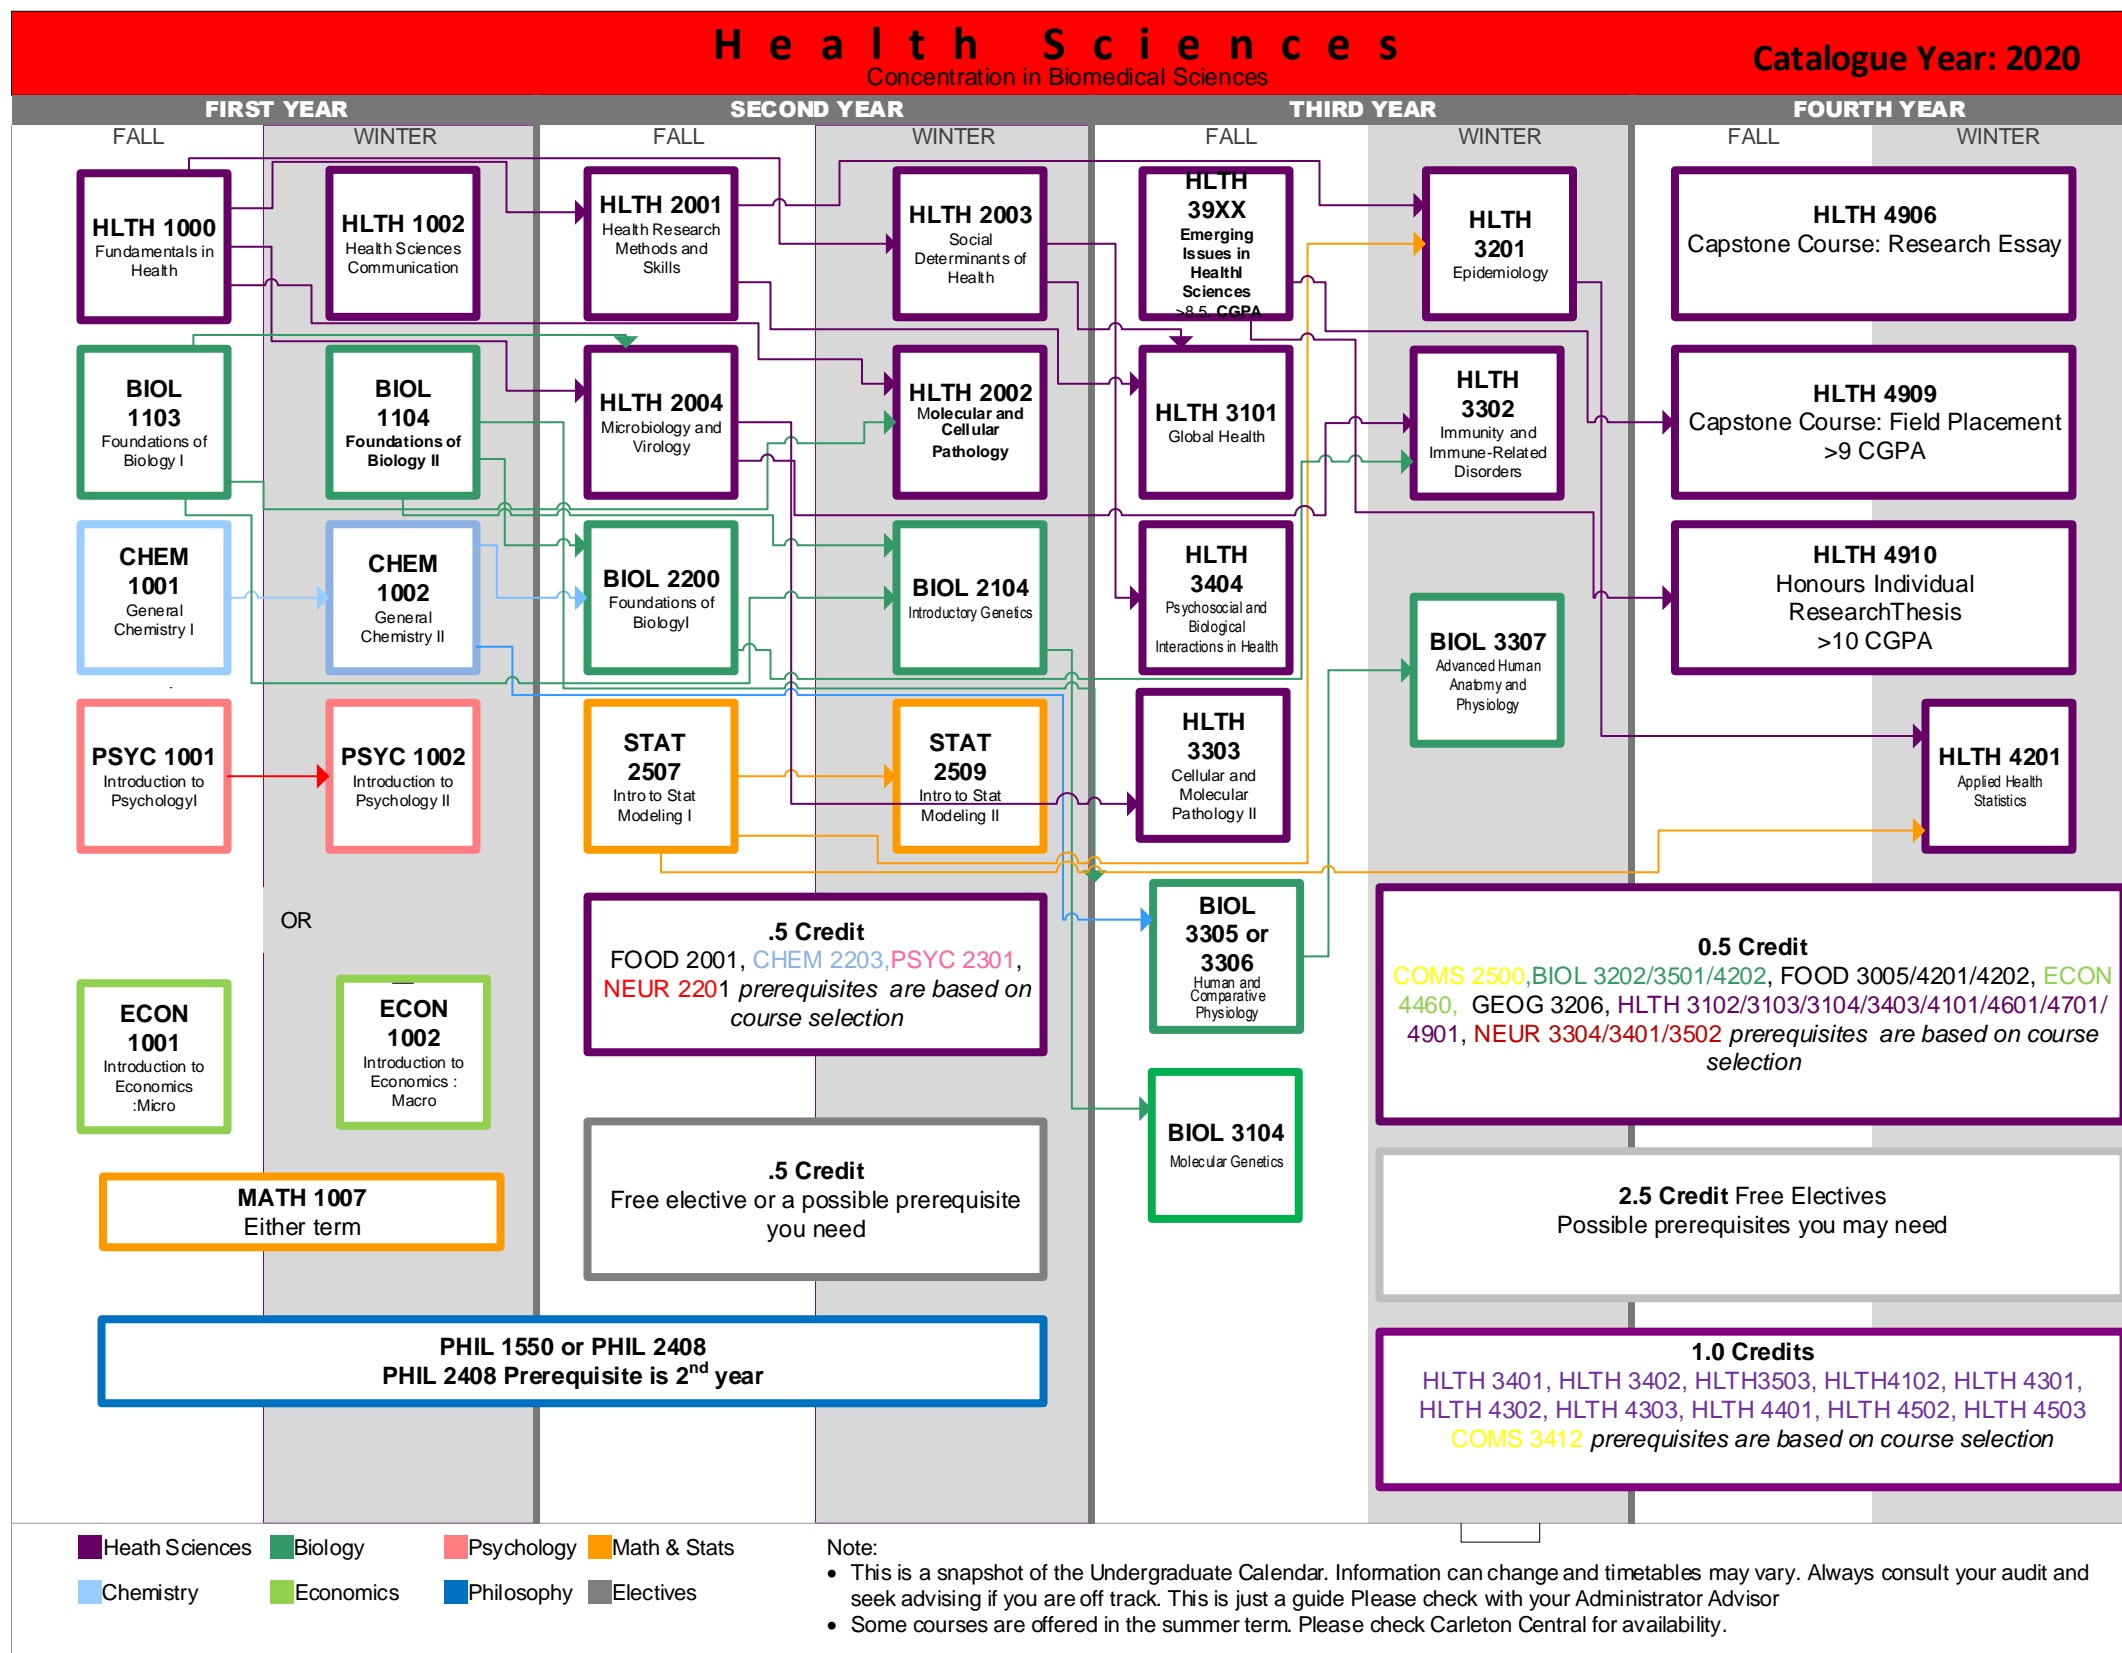 Health Sciences
Concentration in Biomedical Sciences
Catalogue Year: 2020
FIRST YEAR
SECOND YEAR
THIRD YEAR
FOURTH YEAR
FALL
WINTER
FALL
WINTER
FALL
WINTER
FALL
WINTER
HLTH 1000
Fundamentals in
Health
HLTH 1002
Health Sciences
Communication
HLTH 2001
Health Research
Methods and
Skills
HLTH 2003
Social
Determinants of
Health
HLTH
39XX
Emerging
Issues in
Healthl
Sciences
>8.5. CGPA
HLTH
3201
Epidemiology
HLTH 4906
Capstone Course: Research Essay
BIOL
1103
Foundations of
Biology I
BIOL
1104
Foundations of
Biology II
HLTH 2004
Microbiology and
Virology
HLTH 2002
Molecular and
Cellular
Pathology
HLTH 3101
Global Health
HLTH
3302
Immunity and
Immune-Related
Disorders
HLTH 4909
Capstone Course: Field Placement
>9 CGPA
CHEM
1001
General
Chemistry I
CHEM
1002
General
Chemistry II
BIOL 2200
Foundations of
BiologyI
BIOL 2104
Introductory Genetics
HLTH
3404
Psychosocial and
Biological
Interactions in Health
BIOL 3307
Advanced Human
Anatomy and
Physiology
HLTH 4910
Honours Individual
ResearchThesis
>10 CGPA
PSYC 1001
Introduction to
PsychologyI
PSYC 1002
Introduction to
Psychology II
STAT
2507
Intro to Stat
Modeling I
STAT
2509
Intro to Stat
Modeling II
HLTH
3303
Cellular and
Molecular
Pathology II
HLTH 4201
Applied Health
Statistics
OR
.5 Credit
FOOD 2001, CHEM 2203,PSYC 2301,
NEUR 2201 prerequisites are based on
course selection
BIOL
3305 or
3306
Human and
Comparative
Physiology
0.5 Credit
COMS 2500,BIOL 3202/3501/4202, FOOD 3005/4201/4202, ECON
4460, GEOG 3206, HLTH 3102/3103/3104/3403/4101/4601/4701/
4901, NEUR 3304/3401/3502 prerequisites are based on course
selection
ECON
1001
Introduction to
Economics
:Micro
ECON
1002
Introduction to
Economics :
Macro
BIOL 3104
Molecular Genetics
.5 Credit
Free elective or a possible prerequisite
you need
2.5 Credit Free Electives
Possible prerequisites you may need
MATH 1007
Either term
PHIL 1550 or PHIL 2408
PHIL 2408 Prerequisite is 2nd year
1.0 Credits
HLTH 3401, HLTH 3402, HLTH3503, HLTH4102, HLTH 4301,
HLTH 4302, HLTH 4303, HLTH 4401, HLTH 4502, HLTH 4503
COMS 3412 prerequisites are based on course selection
Heath Sciences
Biology
Psychology
Math & Stats
Chemistry
Economics
Philosophy
Electives
Note:
• This is a snapshot of the Undergraduate Calendar. Information can change and timetables may vary. Always consult your audit and
seek advising if you are off track. This is just a guide Please check with your Administrator Advisor
• Some courses are offered in the summer term. Please check Carleton Central for availability.